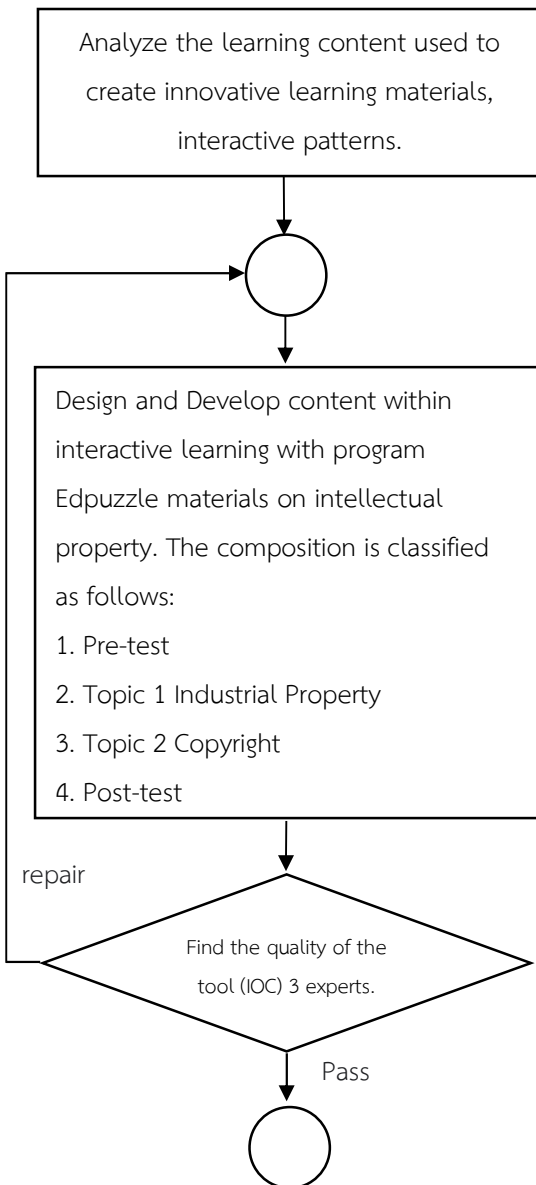 Analyze the learning content used to
create innovative learning materials,
interactive patterns.
Design and Develop content within
interactive learning with program
Edpuzzle materials on intellectual
property. The composition is classified
as follows:
1. Pre-test
2. Topic 1 Industrial Property
3. Topic 2 Copyright
4. Post-test
repair
Find the quality of the
tool (IOC) 3 experts.
Pass